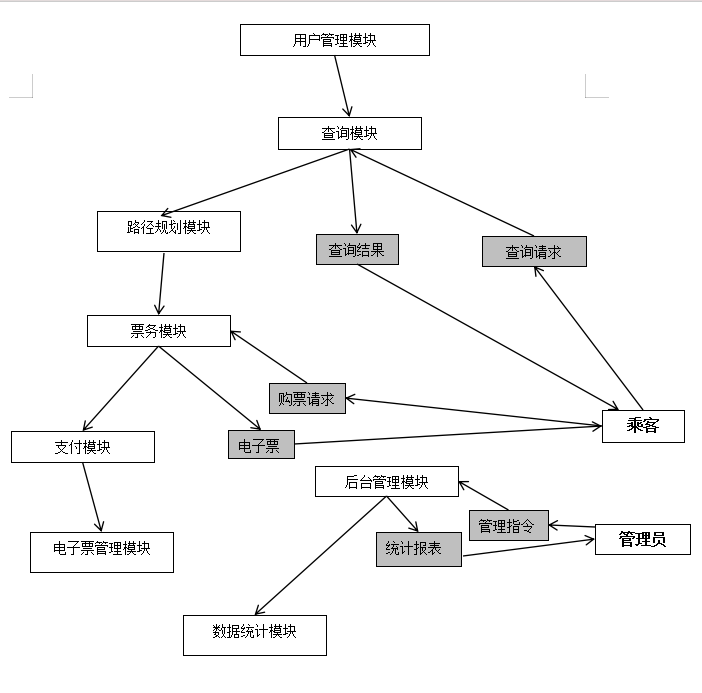 用户管理模块
查询模块
路径规划模块
查询结果
查询请求
票务模块
购票请求
乘客
支付模块
电子票
后台管理模块
管理指令
管理员
电子票管理模块
统计报表
数据统计模块